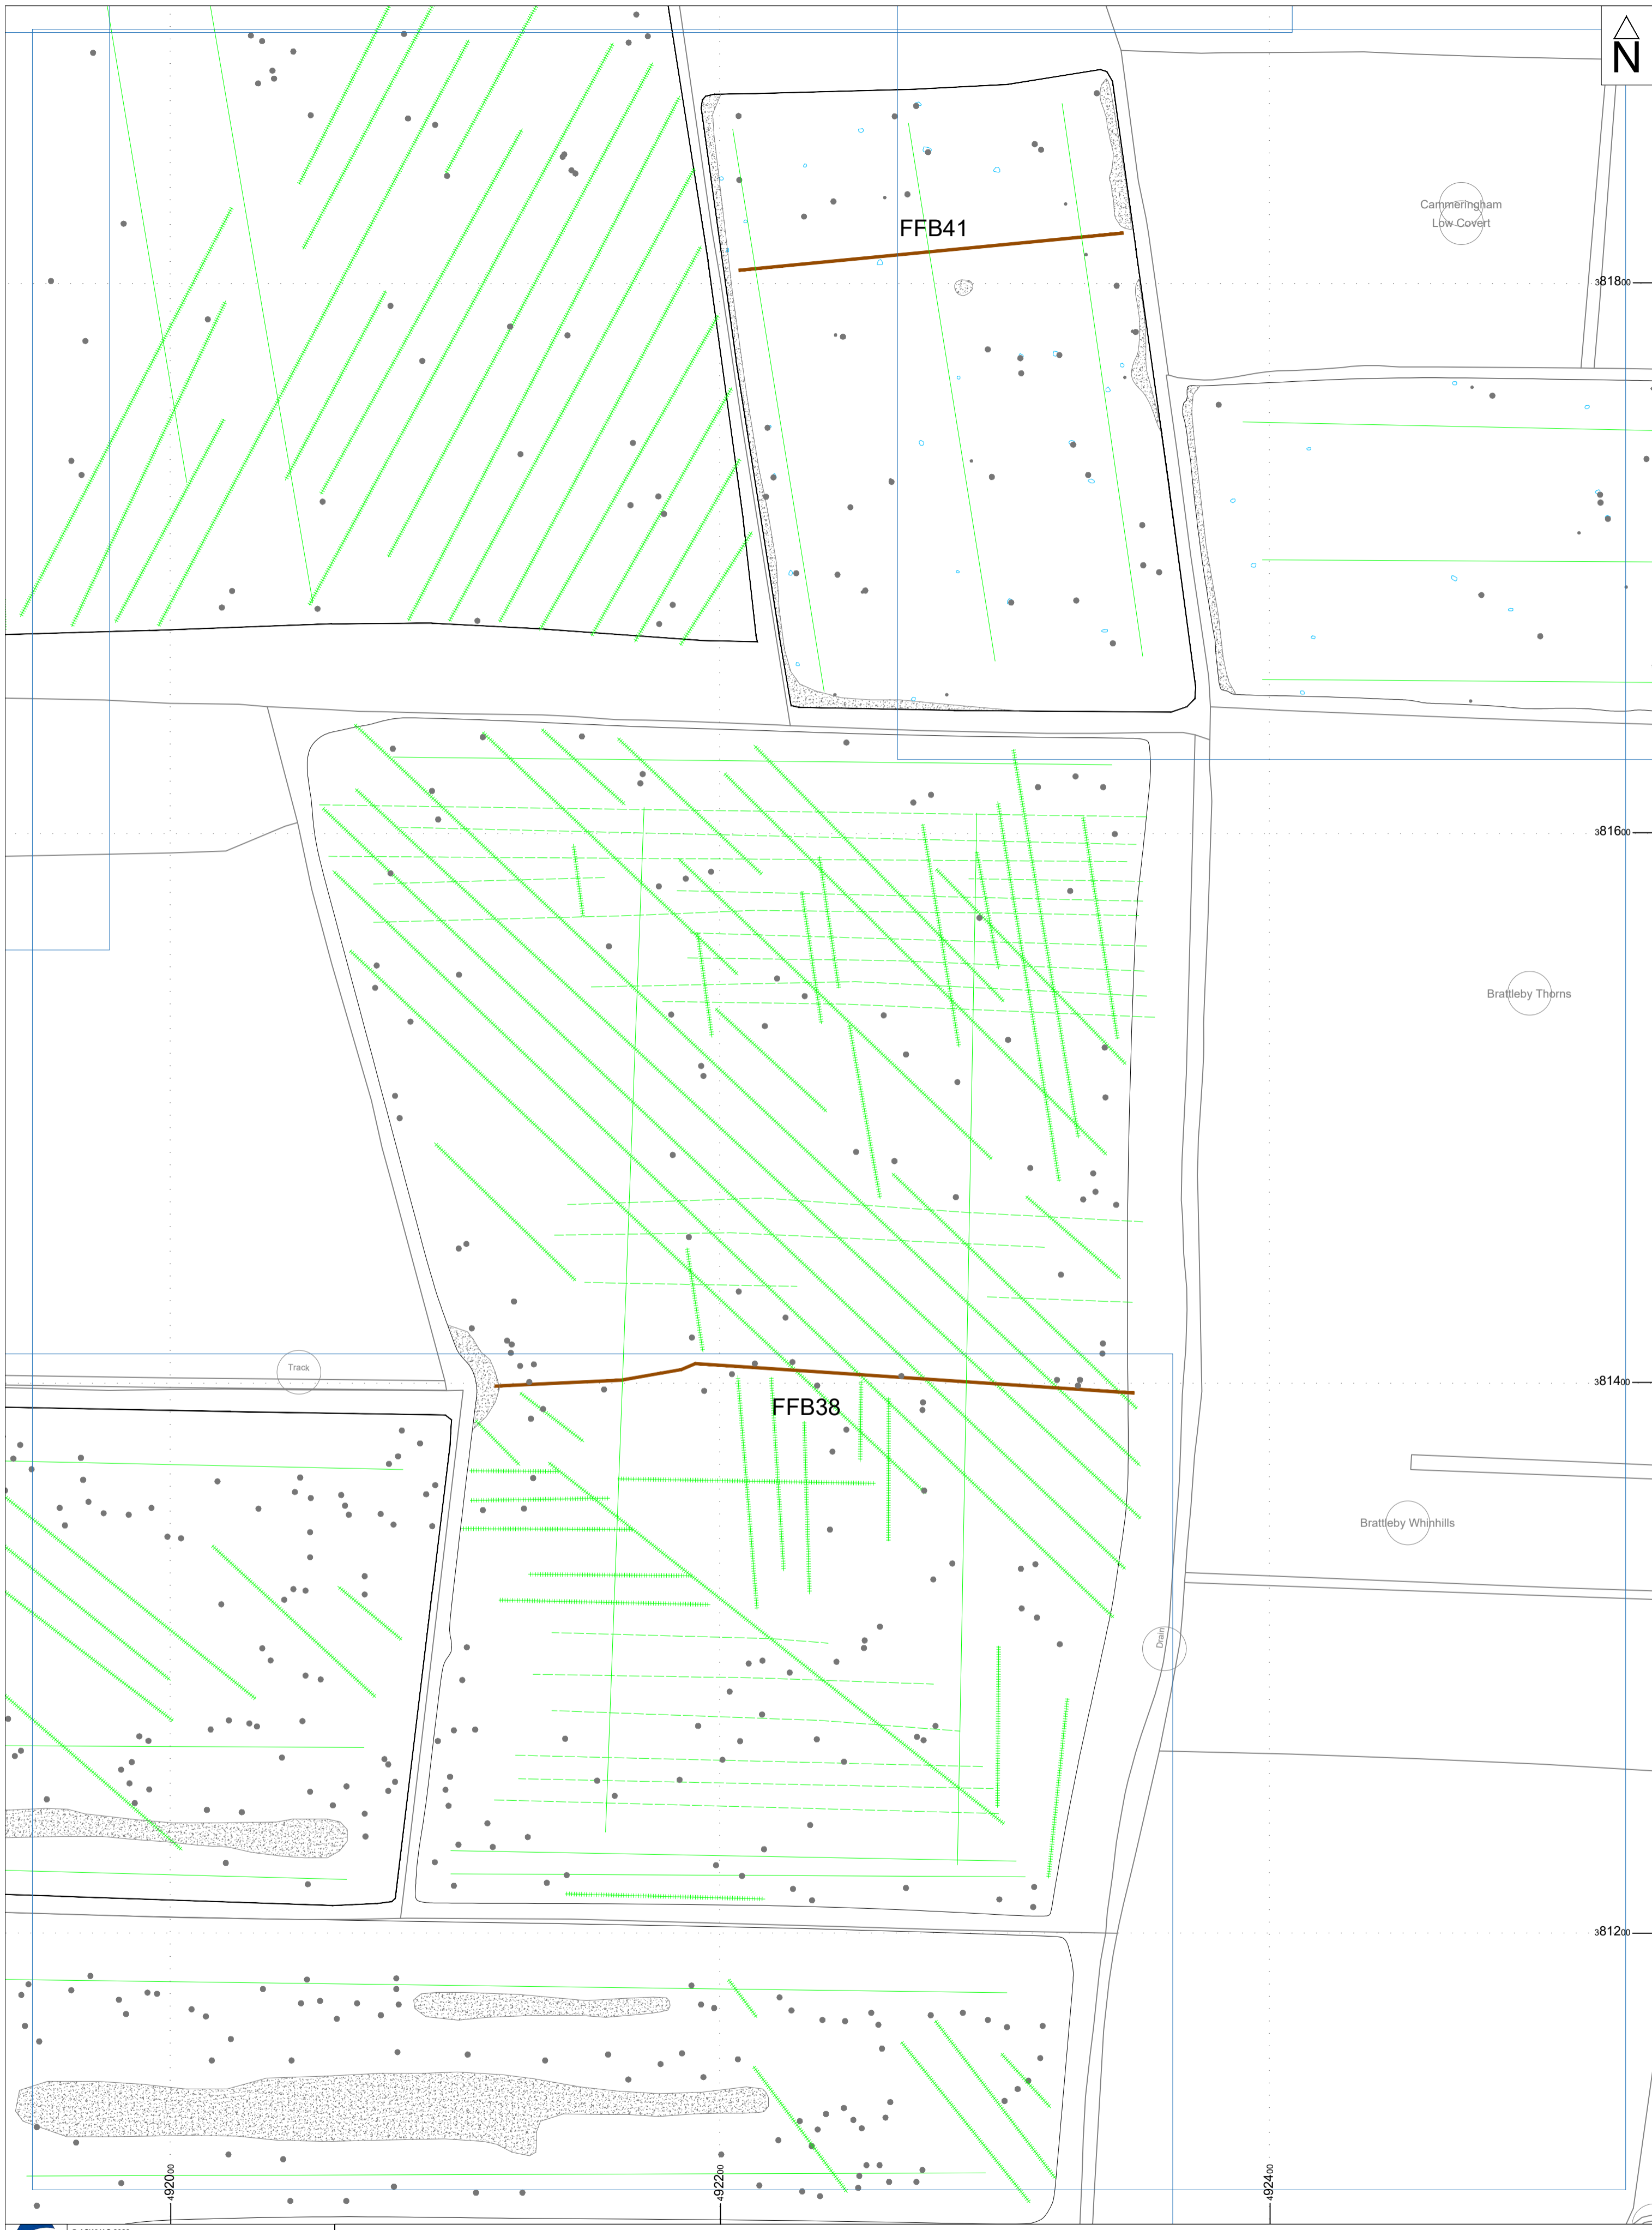 N
Cammeringham
Low Covert
FFB41
381800
381600
Brattleby Thorns
Track
381400
FFB38
Brattleby Whinhills
Drain
381200
492000
492200
492400